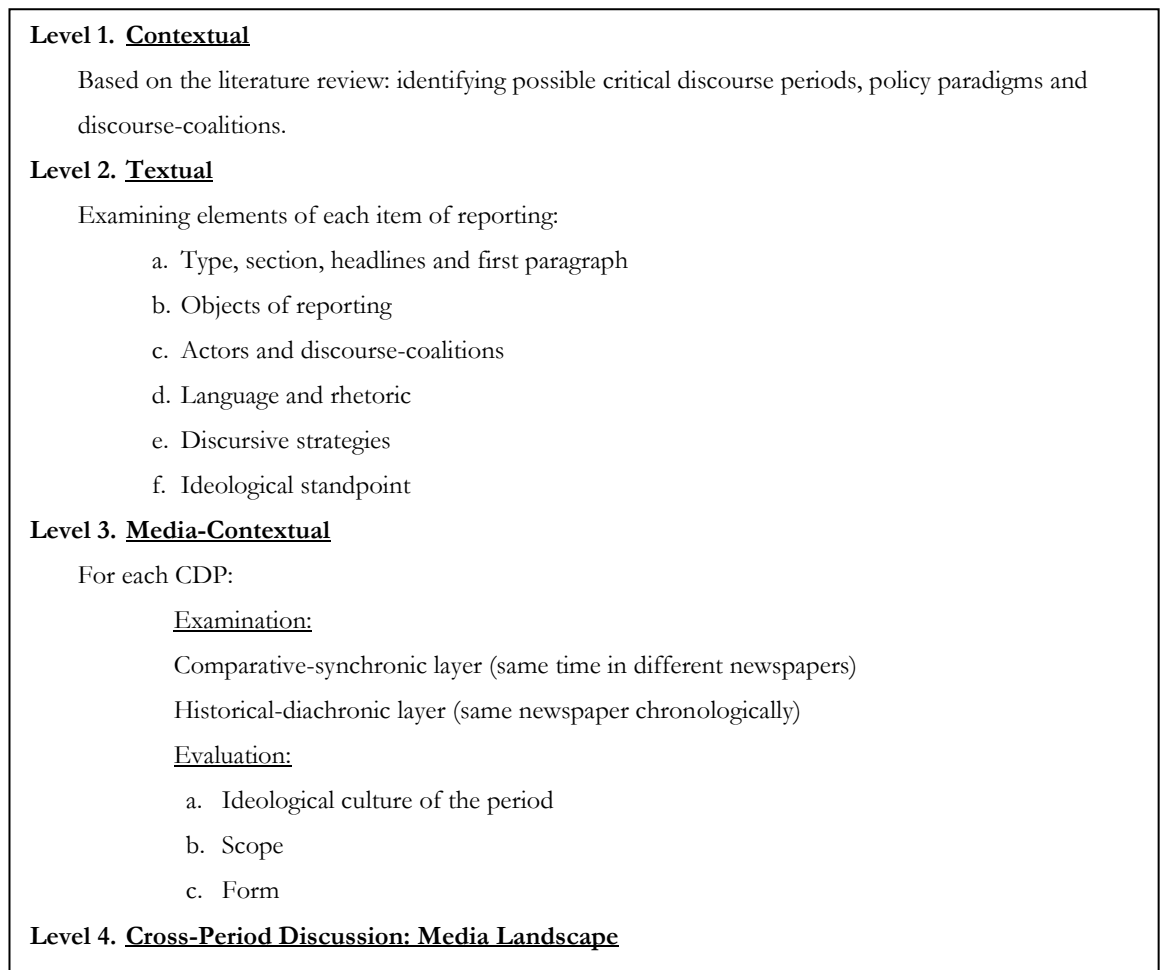 Level 1. Contextual
Based on the literature review: identifying possible critical discourse periods, policy paradigms and
discourse-coalitions.
Level 2. Textual
Examining elements of each item of reporting:
a. Type, section, headlines and first paragraph
b. Objects of reporting
c. Actors and discourse-coalitions
d. Language and rhetoric
e. Discursive strategies
f. Ideological standpoint
Level 3. Media-Contextual
For each CDP:
Examination:
Comparative-synchronic layer (same time in different newspapers)
Historical-diachronic layer (same newspaper chronologically)
Evaluation:
a. Ideological culture of the period
b. Scope
c. Form
Level 4. Cross-Period Discussion: Media Landscape